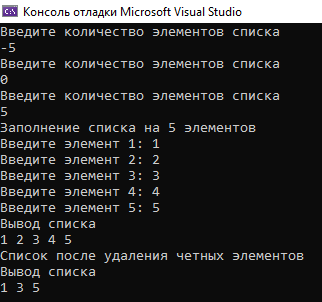 Консоль отладки Microsoft Visual Studio
Введите количество элементов списка
-5
Введите количество элементов списка
0
Введите количество элементов списка
5
Заполнение списка на 5 элементов
Введите элемент 1: 1
Введите элемент 2: 2
Введите элемент 3: 3
Введите элемент 4: 4
Введите элемент 5: 5
Вывод списка
1 2 3 4 5
Список после удаления четных элементов
Вывод списка
1 3 5